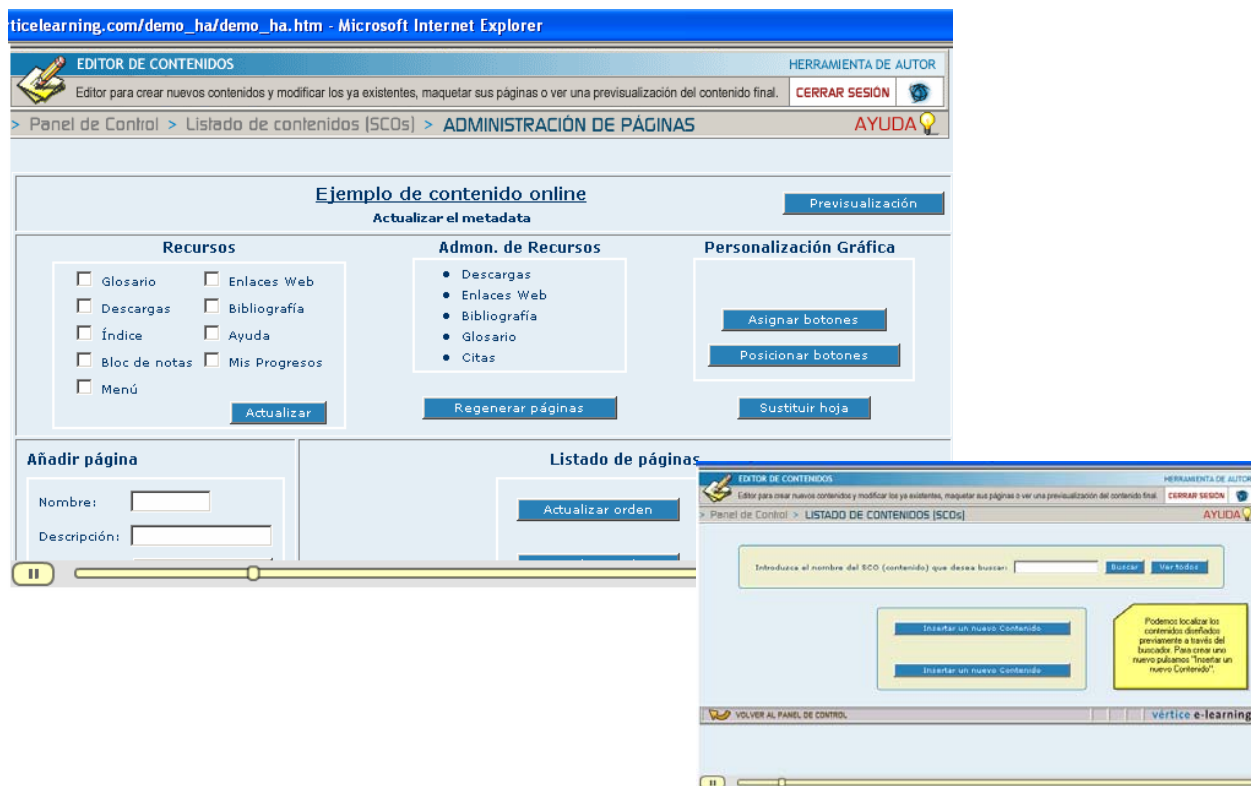 ticelearning.com/demo_ha/demo_ha.htm - Microsoft Internet Explorer
EDITOR DE CONTENIDOS
HERRAMIENTA DE AUTOR
Editor para crear nuevos contenidos y modificar los ya existentes, maquetar sus páginas o ver una previsualización del contenido final.
CERRAR SESIÓN
> Panel de Control > Listado de contenidos (SCOs) > ADMINISTRACIÓN DE PÁGINAS
AYUDA
Ejemplo de contenido online
Actualizar el metadata
Previsualización
Recursos
Glosario
Enlaces Web
Descargas
Bibliografía
Índice
Ayuda
Bloc de notas
Mis Progresos
Menú
Actualizar
Admon. de Recursos
• Descargas
• Enlaces Web
• Bibliografía
• Glosario
• Citas
Regenerar páginas
Personalización Gráfica
Asignar botones
Posicionar botones
Sustituir hoja
Añadir página
Nombre:
Descripción:
Listado de páginas
Actualizar orden
EDITOR DE CONTENIDOS
HERRAMIENTA DE AUTOR
Editor para crear nuevos contenidos y modificar los ya existentes, maquetar sus páginas o ver una previsualización del contenido final.
CERRAR SESIÓN
> Panel de Control > LISTADO DE CONTENIDOS (SCOs)
AYUDA
Introduzca el nombre del SCO (contenido) que desea buscar:
Buscar
Ver todos
Insertar un nuevo Contenido
Insertar un nuevo Contenido
Podemos localizar los
contenidos diseñados
previamente a través del
buscador. Para crear uno
nuevo pulsamos "Insertar un
nuevo Contenido".
VOLVER AL PANEL DE CONTROL
vértice e-learning